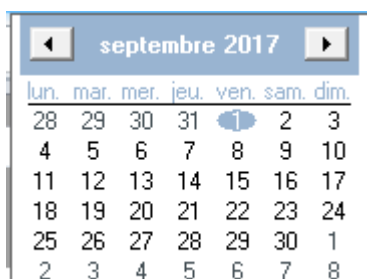 septembre 2017
lun. mar. mer. jeu. ven. sam. dim.
28 29 30 31 1 2 3
4 5 6 7 8 9 10
11 12 13 14 15 16 17
18 19 20 21 22 23 24
25 26 27 28 29 30 1
2 3 4 5 6 7 8